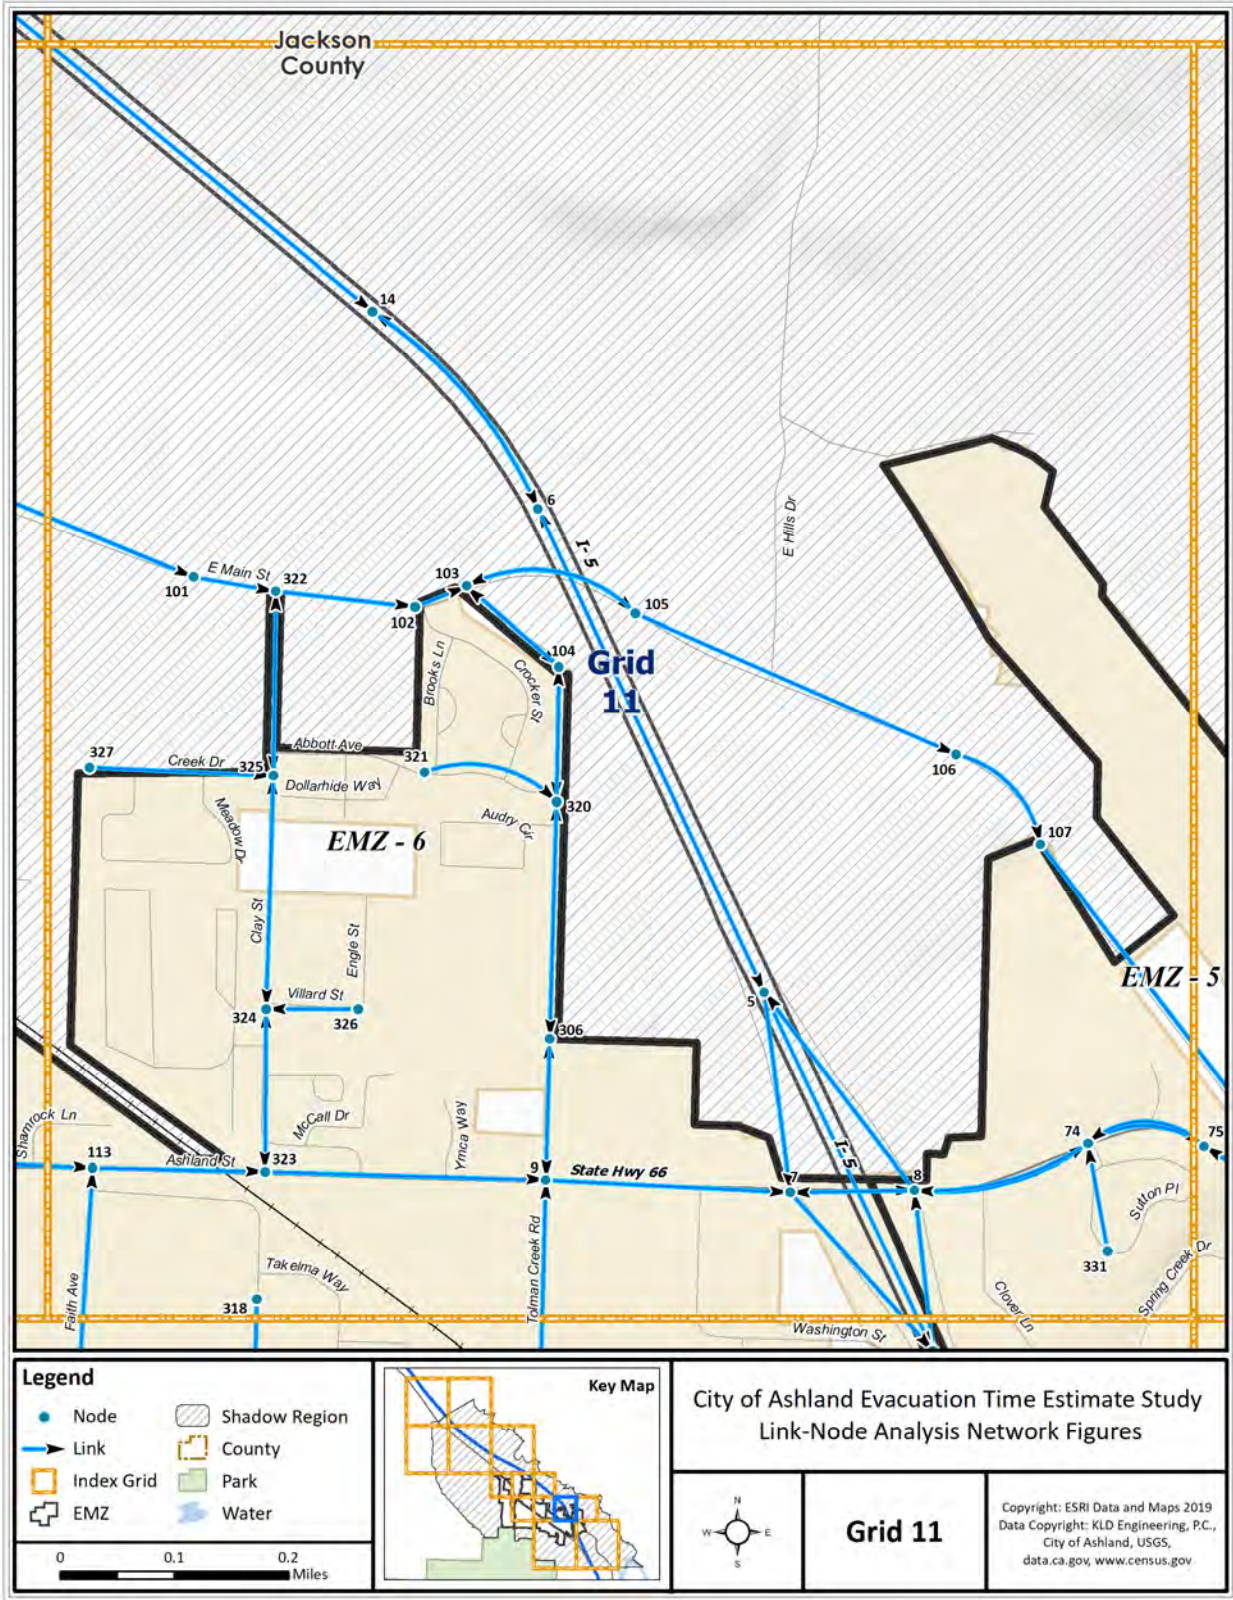 Jackson
County
14
6
I- 5
E Hills Dr
E Main St
101
322
103
102
105
104
Grid
11
Brooks Ln
Crocker St
Abbott Ave
321
327
Creek Dr
325
Dollarhide Way
106
107
320
Audry Cir
Meadow Dr
EMZ - 6
Clay St
Engle St
EMZ - 5
Villard St
324
326
5
306
Shamrock Ln
McCall Dr
Ymca Way
113
Ashland St
323
9
State Hwy 66
7
I- 5
8
74
75
Sutton Pl
331
Spring Creek Dr
Faith Ave
Takelma Way
318
Tolman Creek Rd
Washington St
Clover Ln
Legend
Node
Shadow Region
Link
County
Index Grid
Park
EMZ
Water
0 0.1 0.2
Miles
Key Map
City of Ashland Evacuation Time Estimate Study
Link-Node Analysis Network Figures
N
W E
S
Grid 11
Copyright: ESRI Data and Maps 2019
Data Copyright: KLD Engineering, P.C.,
City of Ashland, USGS,
data.ca.gov, www.census.gov